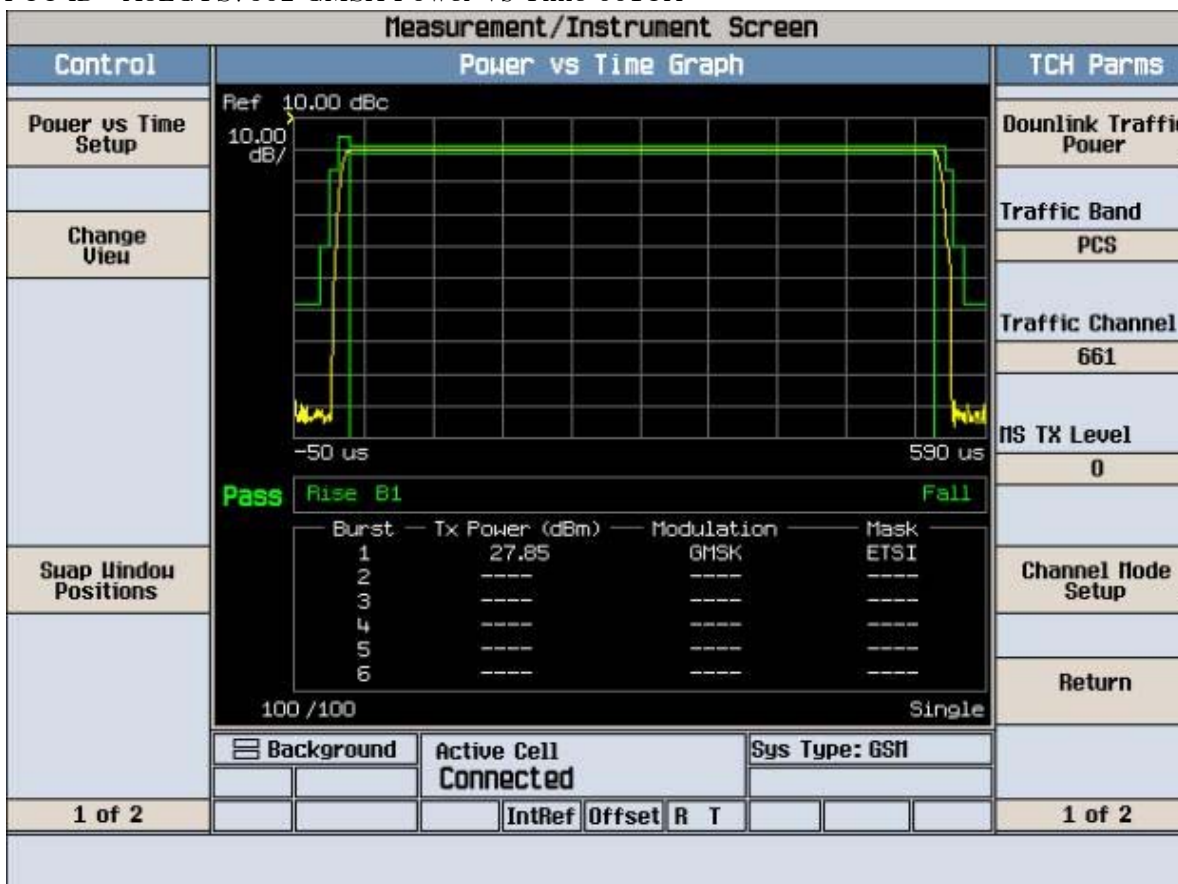 Measurement/Instrument Screen
Control
Power vs Time Graph
TCH Parms
Power vs Time
Setup
Change
View
Swap Window
Positions
1 of 2
Ref 10.00 dBc
10.00
dB/
-50 us
590 us
Pass
Rise B1
Fall
Burst Tx Power (dBm) Modulation Mask
1 27.85 GMSK ETSI
2 ---- ---- ----
3 ---- ---- ----
4 ---- ---- ----
5 ---- ---- ----
6 ---- ---- ----
100 /100
Single
Background
Active Cell
Connected
Sys Type: GSM
IntRef
Offset
R T
Downlink Traffic
Power
Traffic Band
PCS
Traffic Channel
661
MS TX Level
0
Channel Mode
Setup
Return
1 of 2